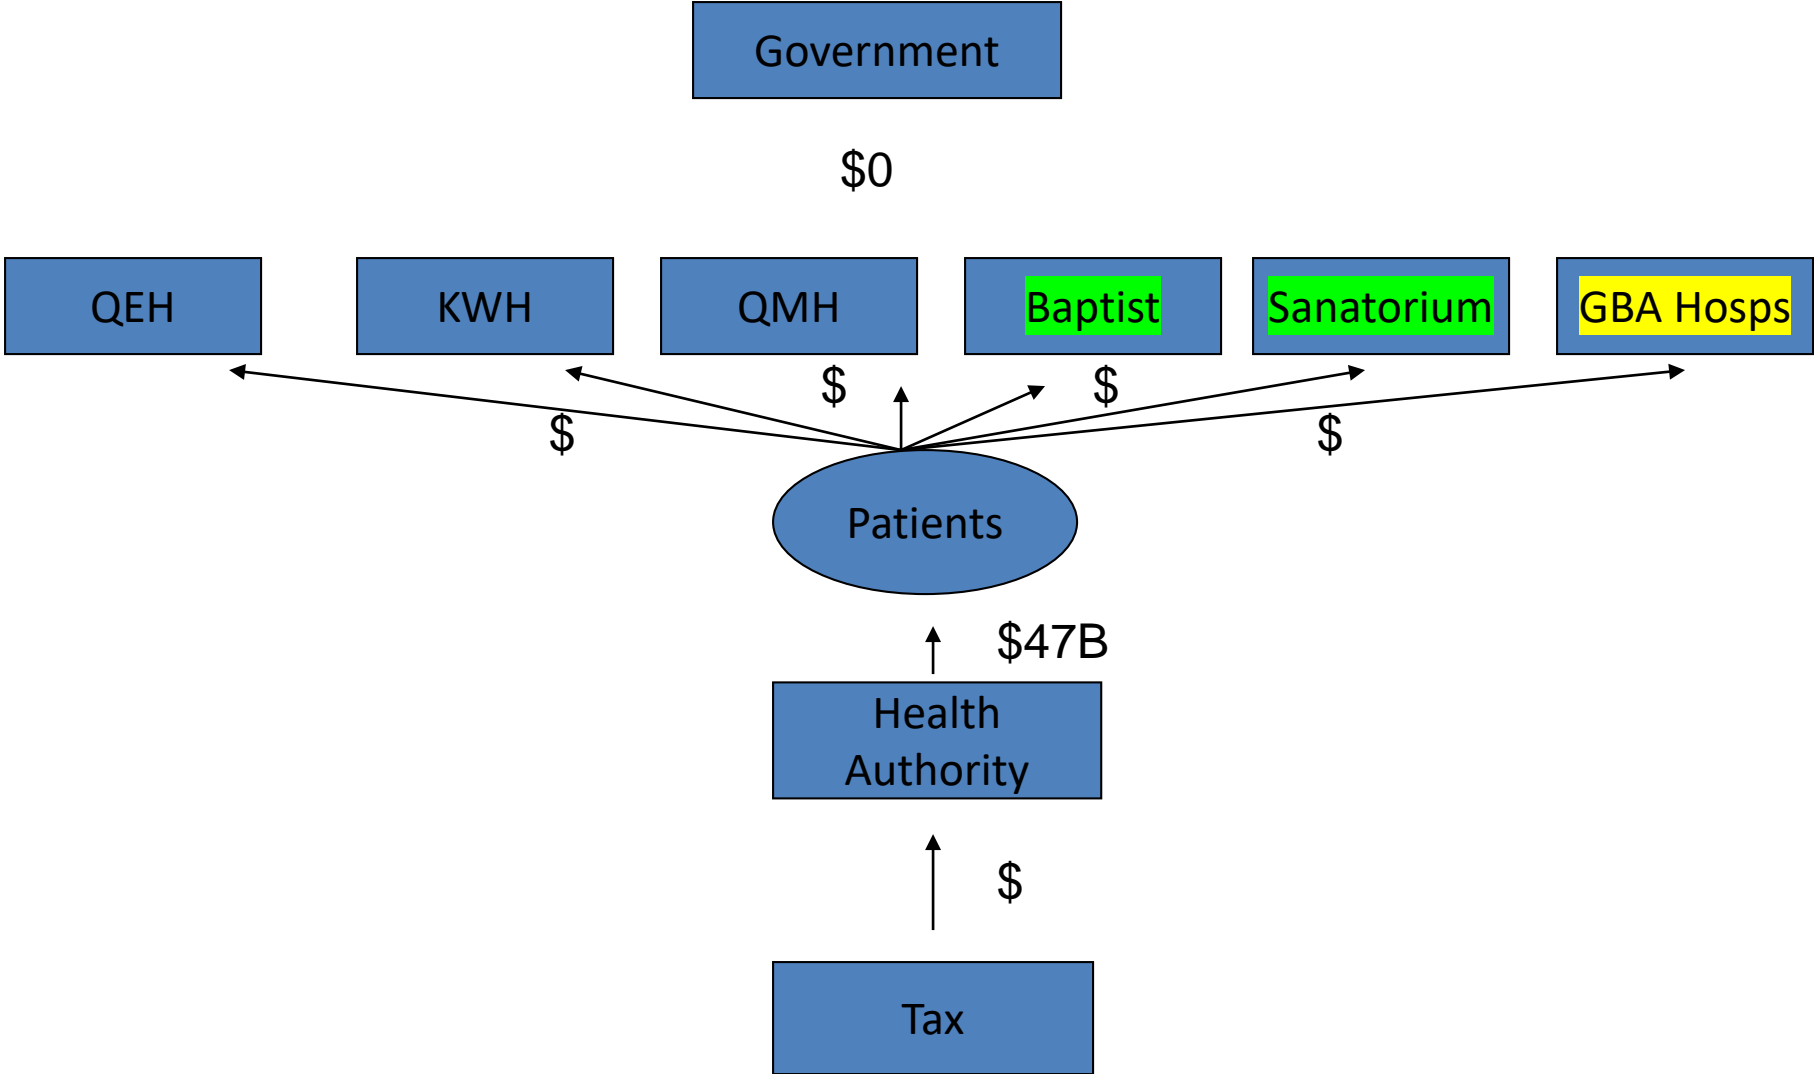 Government
$0
QEH
KWH
QMH
Baptist
Sanatorium
GBA Hosps
$
$
$
$
Patients
$47B
Health
Authority
$
Tax